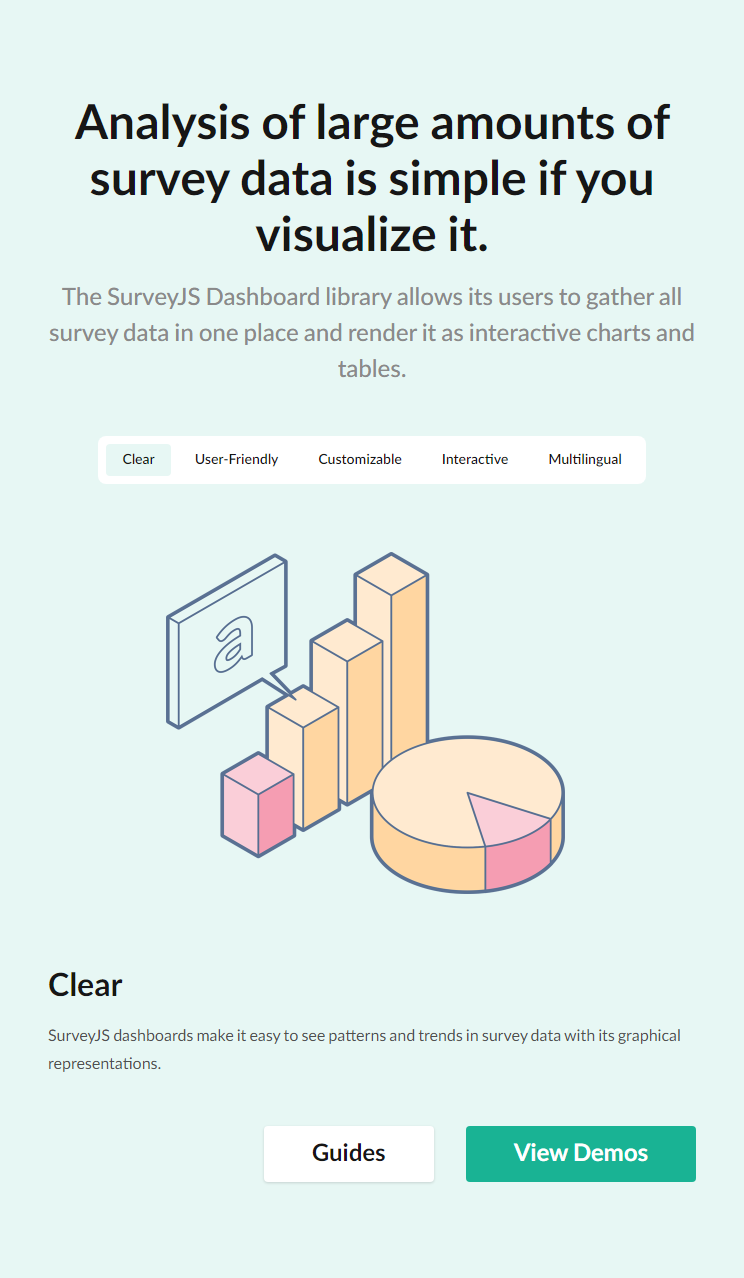 Analysis of large amounts of
survey data is simple if you
visualize it.
The SurveyJS Dashboard library allows its users to gather all
survey data in one place and render it as interactive charts and
tables.
Clear User-Friendly Customizable Interactive Multilingual
a
Clear
SurveyJS dashboards make it easy to see patterns and trends in survey data with its graphical
representations.
Guides View Demos